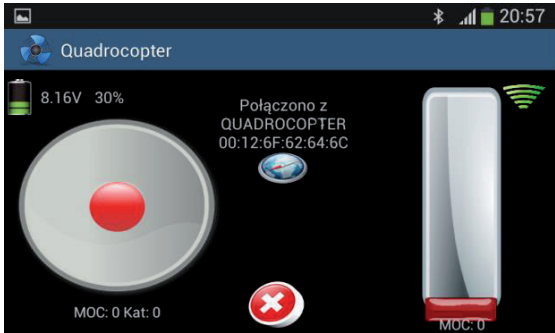 20:57
Quadrocopter
8.16V 30%
Połączono z
QUADROCOPTER
00:12:6F:62:64:6C
MOC: 0 Kat: 0
MOC: 0